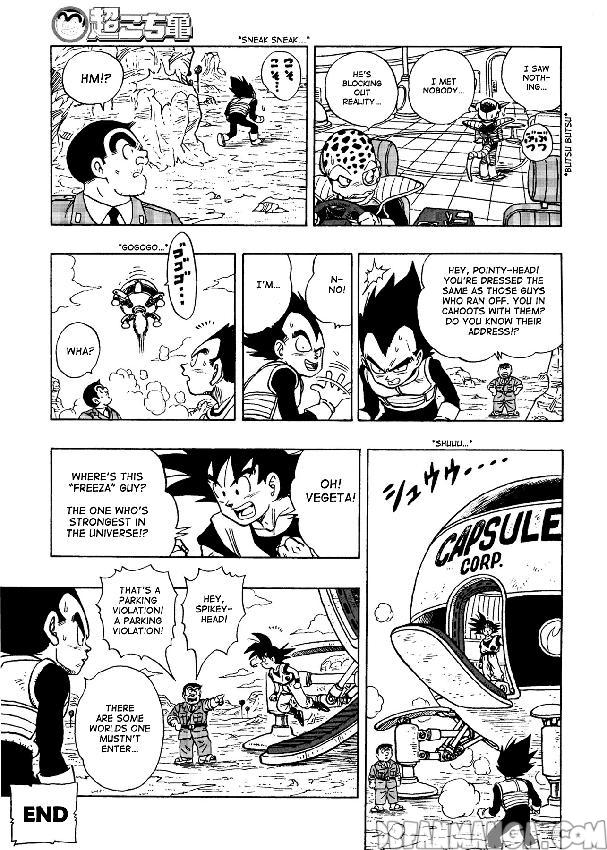 超こち亀
I SAW
NOTH-
ING...
I MET
NOBODY...
HE'S
BLOCKING
OUT
REALITY...
ぶつぶつ...
*BUTSU BUTSU*
"SNEAK SNEAK..."
こそこそ...
HM!?
HEY, POINTY-HEAD!
YOU'RE DRESSED
THE SAME AS THOSE GUYS
WHO RAN OFF. YOU IN
CAHOOTS WITH THEM?
DO YOU KNOW THEIR
ADDRESS!?
N-
NO!
I'M...
"GOGOGO..."
ゴゴゴ...
WHA?
"SHUUU..."
シュウウ・・・・
CAPSULE
CORP.
OH!
VEGETA!
WHERE'S THIS
"FREEZA" GUY?
THE ONE WHO'S
STRONGEST IN
THE UNIVERSE!?
HEY,
SPIKEY-
HEAD!
THAT'S A
PARKING
VIOLATION!
A PARKING
VIOLATION!
THERE
ARE SOME
WORLDS ONE
MUSTN'T
ENTER...
END